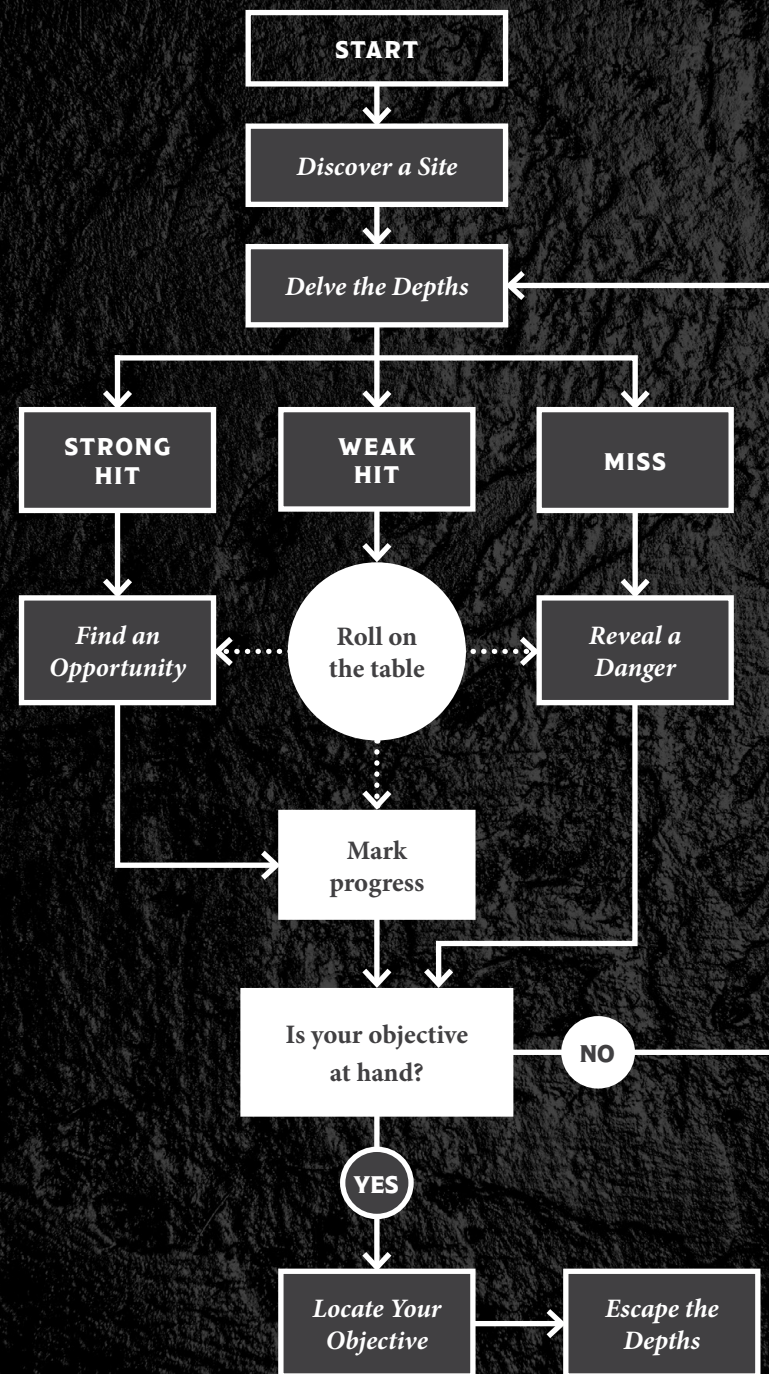 START
Discover a Site
Delve the Depths
STRONG
HIT
WEAK
HIT
MISS
Find an
Opportunity
Roll on
the table
Reveal a
Danger
Mark
progress
Is your objective
at hand?
NO
YES
Locate Your
Objective
Escape the
Depths